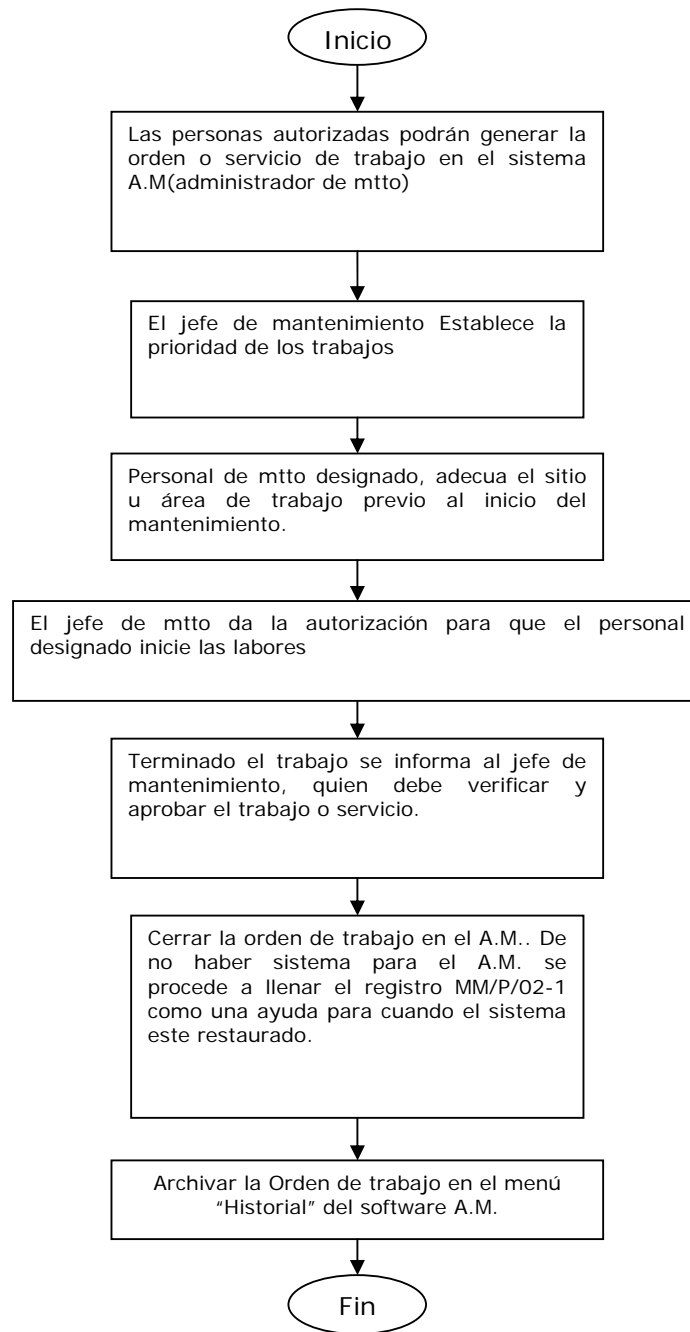 Inicio
Las personas autorizadas podrán generar la
orden o servicio de trabajo en el sistema
A.M(administrador de mtto)
El jefe de mantenimiento Establece la
prioridad de los trabajos
Personal de mtto designado, adecua el sitio
u área de trabajo previo al inicio del
mantenimiento.
El jefe de mtto da la autorización para que el personal
designado inicie las labores
Terminado el trabajo se informa al jefe de
mantenimiento, quien debe verificar y
aprobar el trabajo o servicio.
Cerrar la orden de trabajo en el A.M.. De
no haber sistema para el A.M. se
procede a llenar el registro MM/P/02-1
como una ayuda para cuando el sistema
este restaurado.
Archivar la Orden de trabajo en el menú
“Historial” del software A.M.
Fin